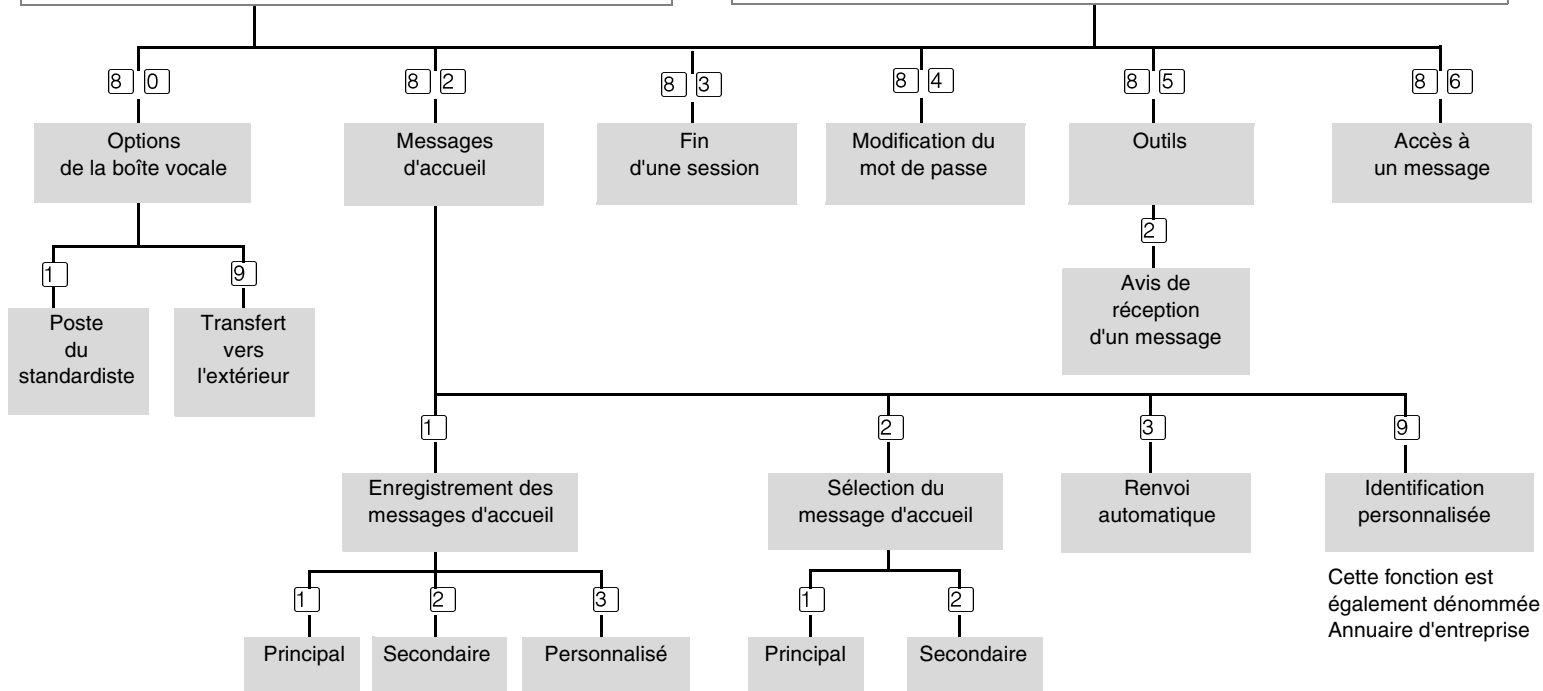 8 0
8 2
8 3
8 4
8 5
8 6
Options
de la boîte vocale
Messages
d'accueil
Fin
d'une session
Modification du
mot de passe
Outils
Accès à
un message
2
1
9
Avis de
réception
d'un message
Poste
du
standardiste
Transfert
vers
l'extérieur
1
2
3
9
Enregistrement des
messages d'accueil
Sélection du
message d'accueil
Renvoi
automatique
Identification
personnalisée
Cette fonction est
également dénommée
Annuaire d'entreprise
1
2
3
1
2
Principal
Secondaire
Personnalisé
Principal
Secondaire